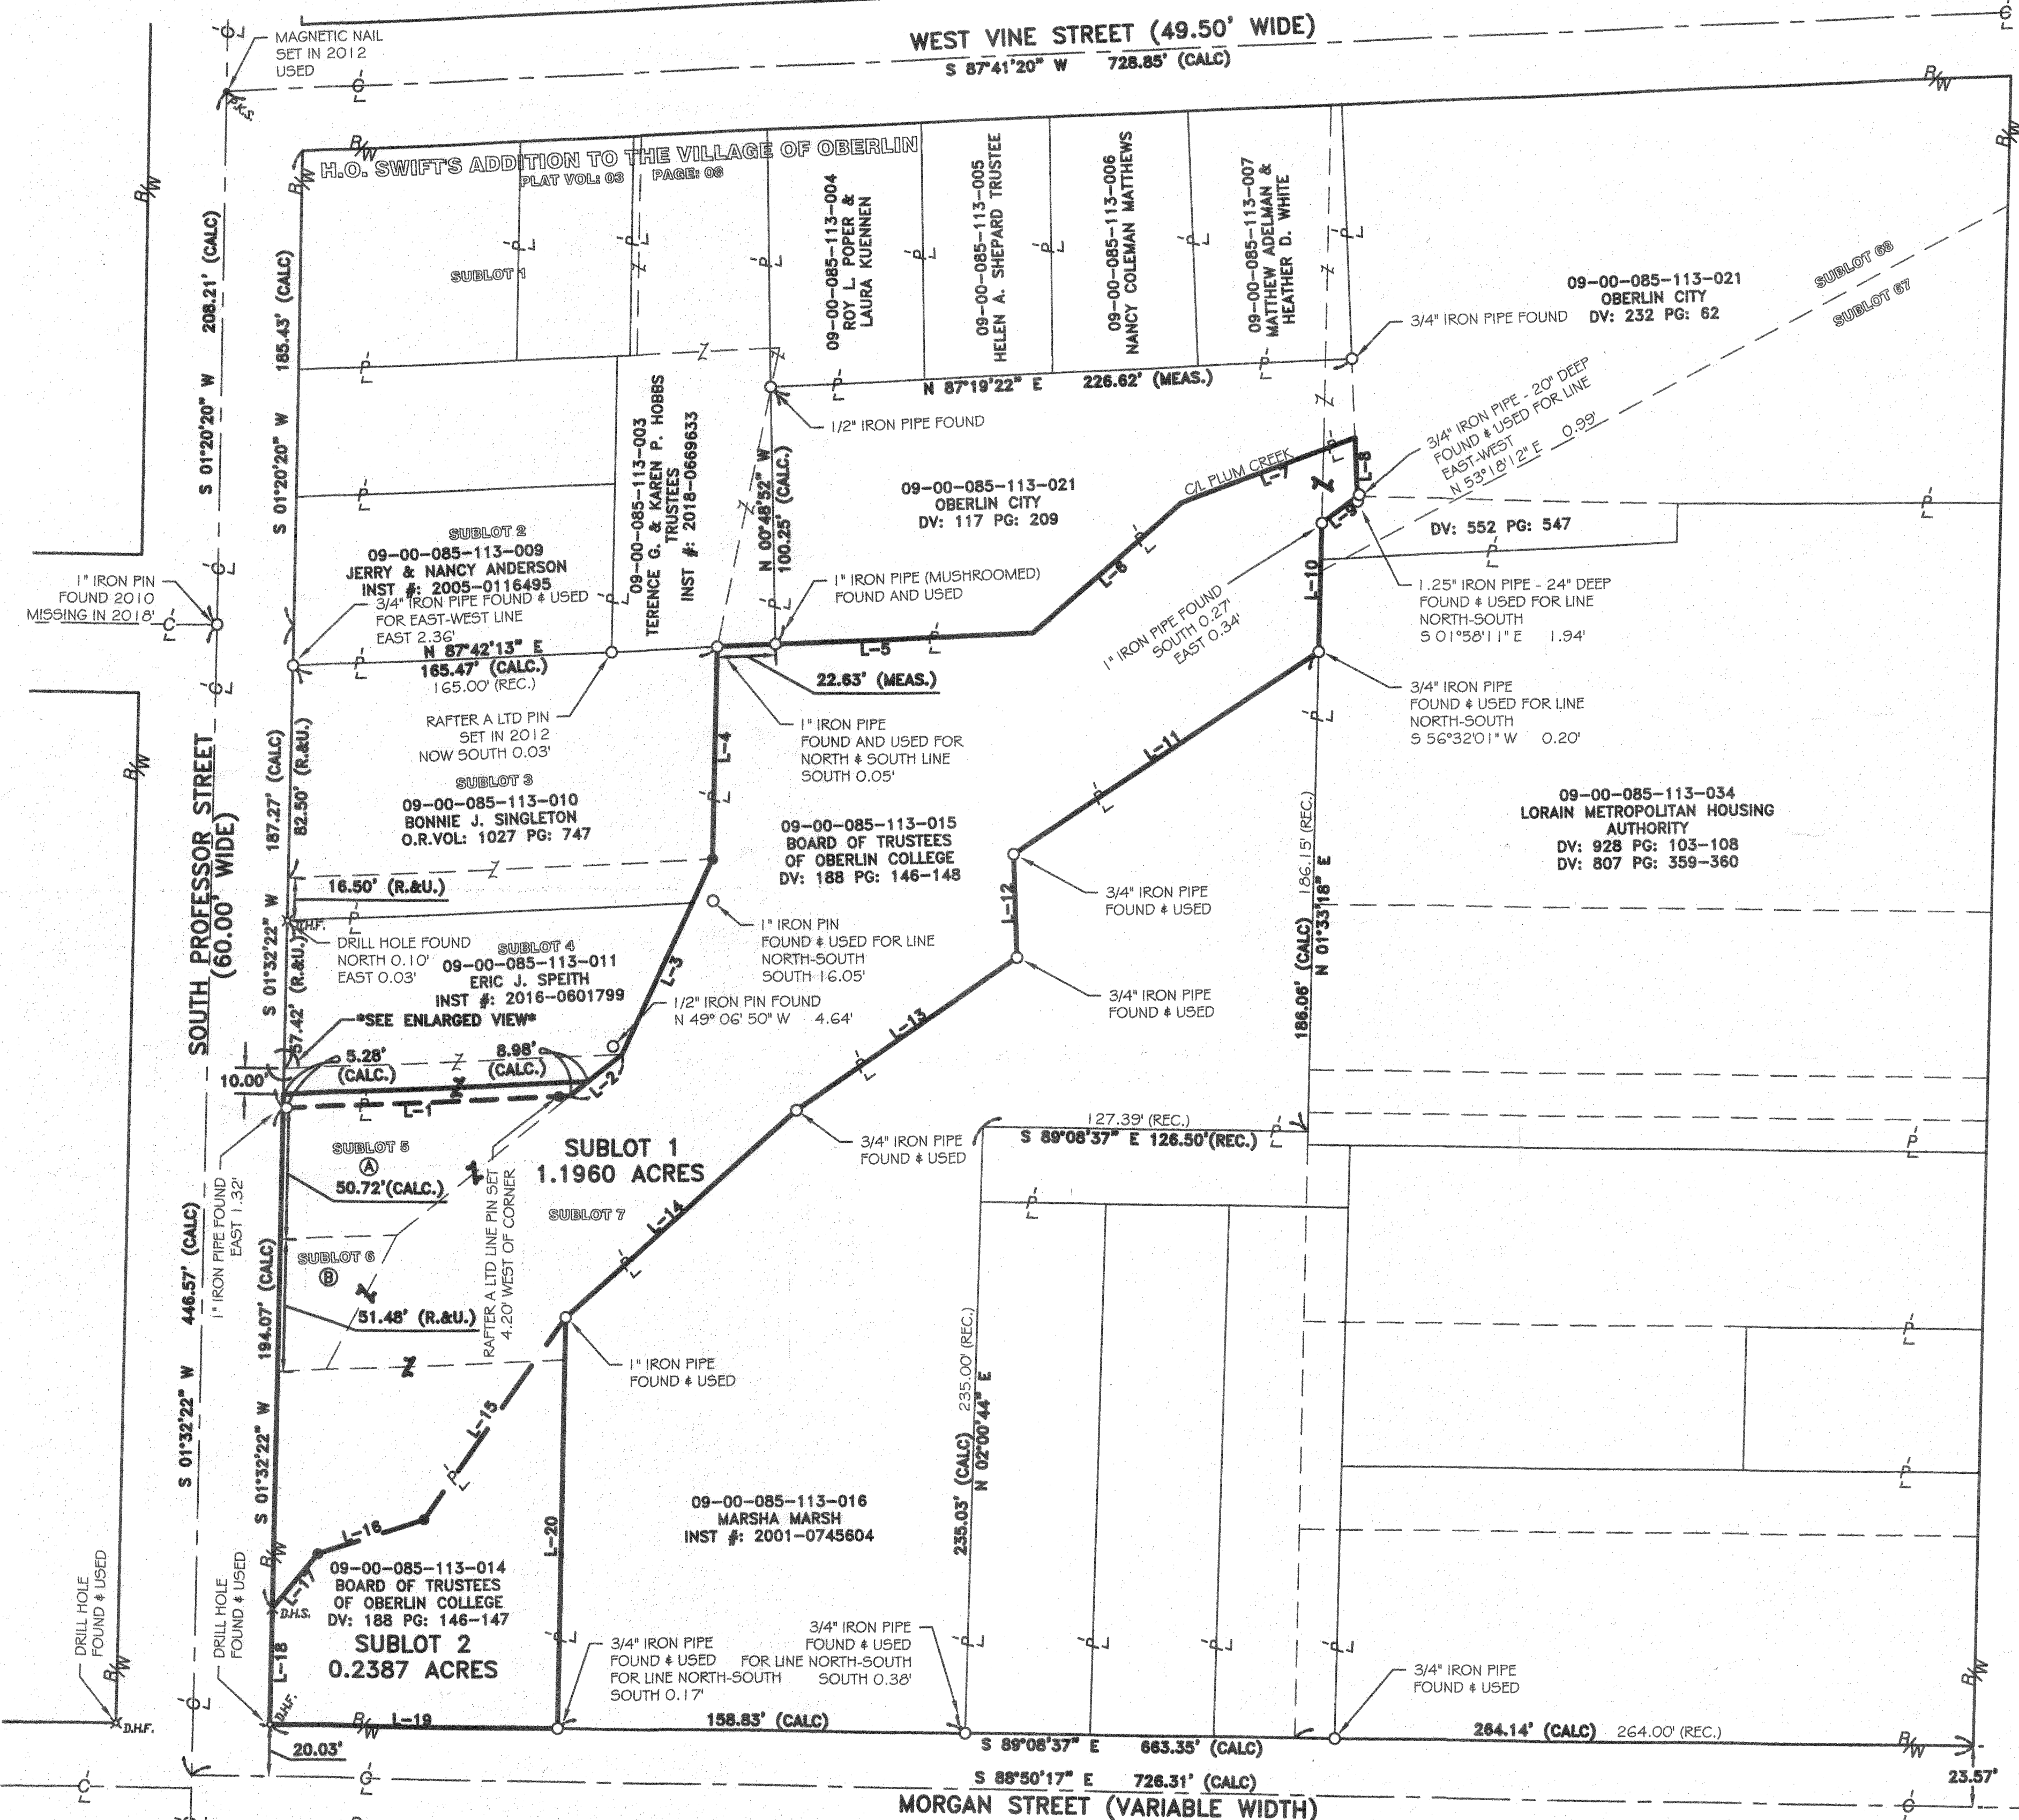 WEST VINE STREET (49.50' WIDE)
S 87°41'20" W 728.85' (CALC)
MAGNETIC NAIL
SET IN 2012
USED
P.K.S
H.O. SWIFT'S ADDITION TO THE VILLAGE OF OBERLIN
PLAT VOL: 03 PAGE: 08
SUBLOT 1
09-00-085-113-004
ROY L. POPER &
LAURA KUENNEN
09-00-085-113-005
HELEN A. SHEPARD TRUSTEE
09-00-085-113-006
NANCY COLEMAN MATTHEWS
09-00-085-113-007
MATTHEW ADELMAN &
HEATHER D. WHITE
09-00-085-113-021
OBERLIN CITY
DV: 232 PG: 62
SUBLOT 68
SUBLOT 67
3/4" IRON PIPE FOUND
N 87°19'22" E 226.62' (MEAS.)
1/2" IRON PIPE FOUND
3/4" IRON PIPE - 20" DEEP
FOUND & USED FOR LINE
EAST-WEST
N 53°18'12" E 0.99'
S 01°20'20" W 208.21' (CALC)
S 01°20'20" W 185.43' (CALC)
09-00-085-113-003
TERENCE G. & KAREN P. HOBBS
TRUSTEES
INST #: 2018-0669633
N 00°48'52" W
100.25' (CALC.)
09-00-085-113-021
OBERLIN CITY
DV: 117 PG: 209
C/L PLUM CREEK
L-7
L-8
L-9
L-6
L-10
DV: 552 PG: 547
SUBLOT 2
09-00-085-113-009
JERRY & NANCY ANDERSON
INST #: 2005-0116495
3/4" IRON PIPE FOUND & USED
FOR EAST-WEST LINE
EAST 2.36'
1" IRON PIN
FOUND 2010
MISSING IN 2018'
1" IRON PIPE (MUSHROOMED)
FOUND AND USED
1" IRON PIPE FOUND
SOUTH 0.27'
EAST 0.34'
1.25" IRON PIPE - 24" DEEP
FOUND & USED FOR LINE
NORTH-SOUTH
S 01°58'11" E 1.94'
N 87°42'13" E
165.47' (CALC.)
165.00' (REC.)
L-5
22.63' (MEAS.)
3/4" IRON PIPE
FOUND & USED FOR LINE
NORTH-SOUTH
S 56°32'01" W 0.20'
RAFTER A LTD PIN
SET IN 2012
NOW SOUTH 0.03'
1" IRON PIPE
FOUND AND USED FOR
NORTH & SOUTH LINE
SOUTH 0.05'
L-4
L-11
SOUTH PROFESSOR STREET
(60.00' WIDE)
S 01°32'22" W 187.27' (CALC)
82.50' (R.&U.)
SUBLOT 3
09-00-085-113-010
BONNIE J. SINGLETON
O.R.VOL: 1027 PG: 747
09-00-085-113-015
BOARD OF TRUSTEES
OF OBERLIN COLLEGE
DV: 188 PG: 146-148
09-00-085-113-034
LORAIN METROPOLITAN HOUSING
AUTHORITY
DV: 928 PG: 103-108
DV: 807 PG: 359-360
186.15' (REC.)
186.06' (CALC)
N 01°33'18" E
16.50' (R.&U.)
D.H.F.
DRILL HOLE FOUND
NORTH 0.10'
EAST 0.03'
57.42' (R.&U.)
SUBLOT 4
09-00-085-113-011
ERIC J. SPEITH
INST #: 2016-0601799
*SEE ENLARGED VIEW*
1" IRON PIN
FOUND & USED FOR LINE
NORTH-SOUTH
SOUTH 16.05'
L-3
1/2" IRON PIN FOUND
N 49° 06' 50" W 4.64'
3/4" IRON PIPE
FOUND & USED
L-12
3/4" IRON PIPE
FOUND & USED
L-13
5.28'
(CALC.)
8.98'
(CALC.)
10.00'
L-1
L-2
127.39' (REC.)
S 89°08'37" E 126.50'(REC.)
3/4" IRON PIPE
FOUND & USED
SUBLOT 5
A
50.72'(CALC.)
SUBLOT 1
1.1960 ACRES
SUBLOT 7
L-14
1" IRON PIPE FOUND
EAST 1.32'
RAFTER A LTD LINE PIN SET
4.20' WEST OF CORNER
SUBLOT 6
B
51.48' (R.&U.)
S 01°32'22" W 446.57' (CALC)
S 01°32'22" W 194.07' (CALC)
1" IRON PIPE
FOUND & USED
235.00' (REC.)
235.03' (CALC)
N 02°00'44" E
L-15
L-16
L-17
L-20
09-00-085-113-016
MARSHA MARSH
INST #: 2001-0745604
09-00-085-113-014
BOARD OF TRUSTEES
OF OBERLIN COLLEGE
DV: 188 PG: 146-147
SUBLOT 2
0.2387 ACRES
D.H.S.
L-18
DRILL HOLE
FOUND & USED
D.H.F.
DRILL HOLE
FOUND & USED
D.H.F.
3/4" IRON PIPE
FOUND & USED
FOR LINE NORTH-SOUTH
SOUTH 0.17'
3/4" IRON PIPE
FOUND & USED
FOR LINE NORTH-SOUTH
SOUTH 0.38'
3/4" IRON PIPE
FOUND & USED
L-19
158.83' (CALC)
264.14' (CALC) 264.00' (REC.)
20.03'
S 89°08'37" E 663.35' (CALC)
S 88°50'17" E 726.31' (CALC)
23.57'
MORGAN STREET (VARIABLE WIDTH)